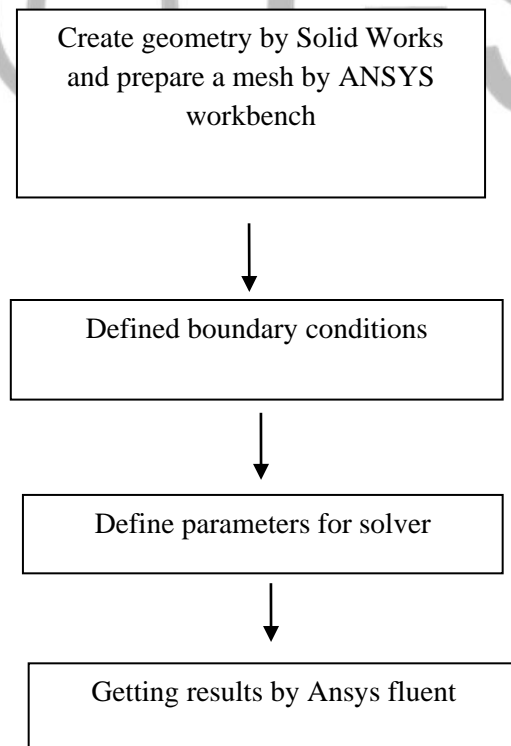 Create geometry by Solid Works
and prepare a mesh by ANSYS
workbench
Defined boundary conditions
Define parameters for solver
Getting results by Ansys fluent